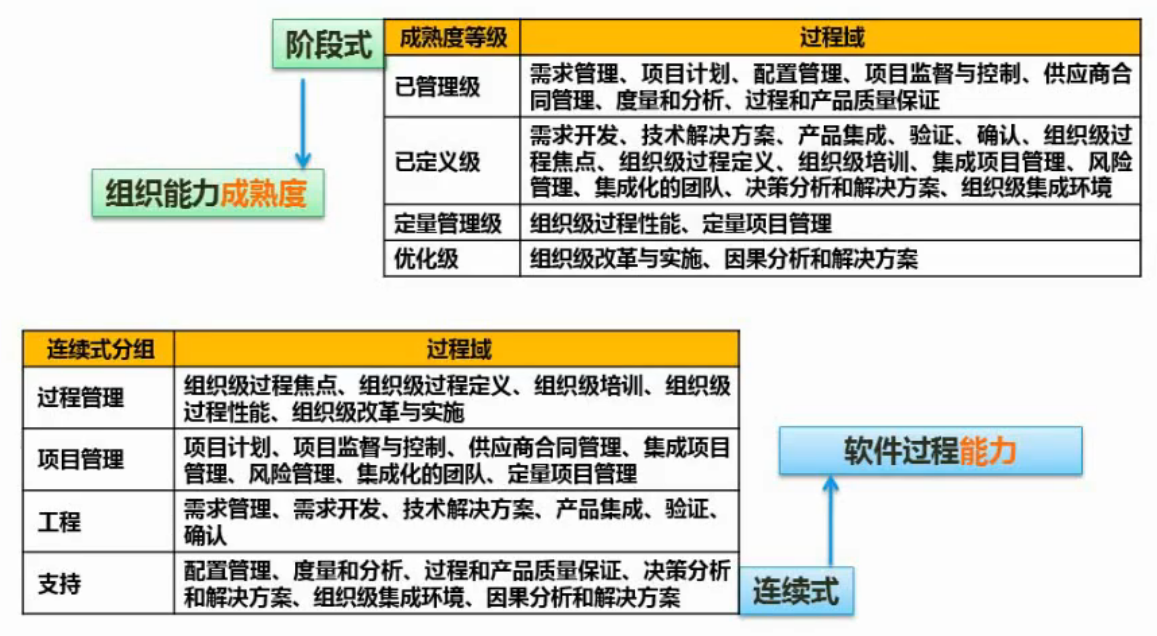 阶段式
组织能力成熟度
成熟度等级 过程域
已管理级 需求管理、项目计划、配置管理、项目监督与控制、供应商合
同管理、度量和分析、过程和产品质量保证
已定义级 需求开发、技术解决方案、产品集成、验证、确认、组织级过
程焦点、组织级过程定义、组织级培训、集成项目管理、风险
管理、集成化的团队、决策分析和解决方案、组织级集成环境
定量管理级 组织级过程性能、定量项目管理
优化级 组织级改革与实施、因果分析和解决方案
连续式分组 过程域
过程管理 组织级过程焦点、组织级过程定义、组织级培训、组织级
过程性能、组织级改革与实施
项目管理 项目计划、项目监督与控制、供应商合同管理、集成项目
管理、风险管理、集成化的团队、定量项目管理
工程 需求管理、需求开发、技术解决方案、产品集成、验证、
确认
支持 配置管理、度量和分析、过程和产品质量保证、决策分析
和解决方案、组织级集成环境、因果分析和解决方案
软件过程能力
连续式